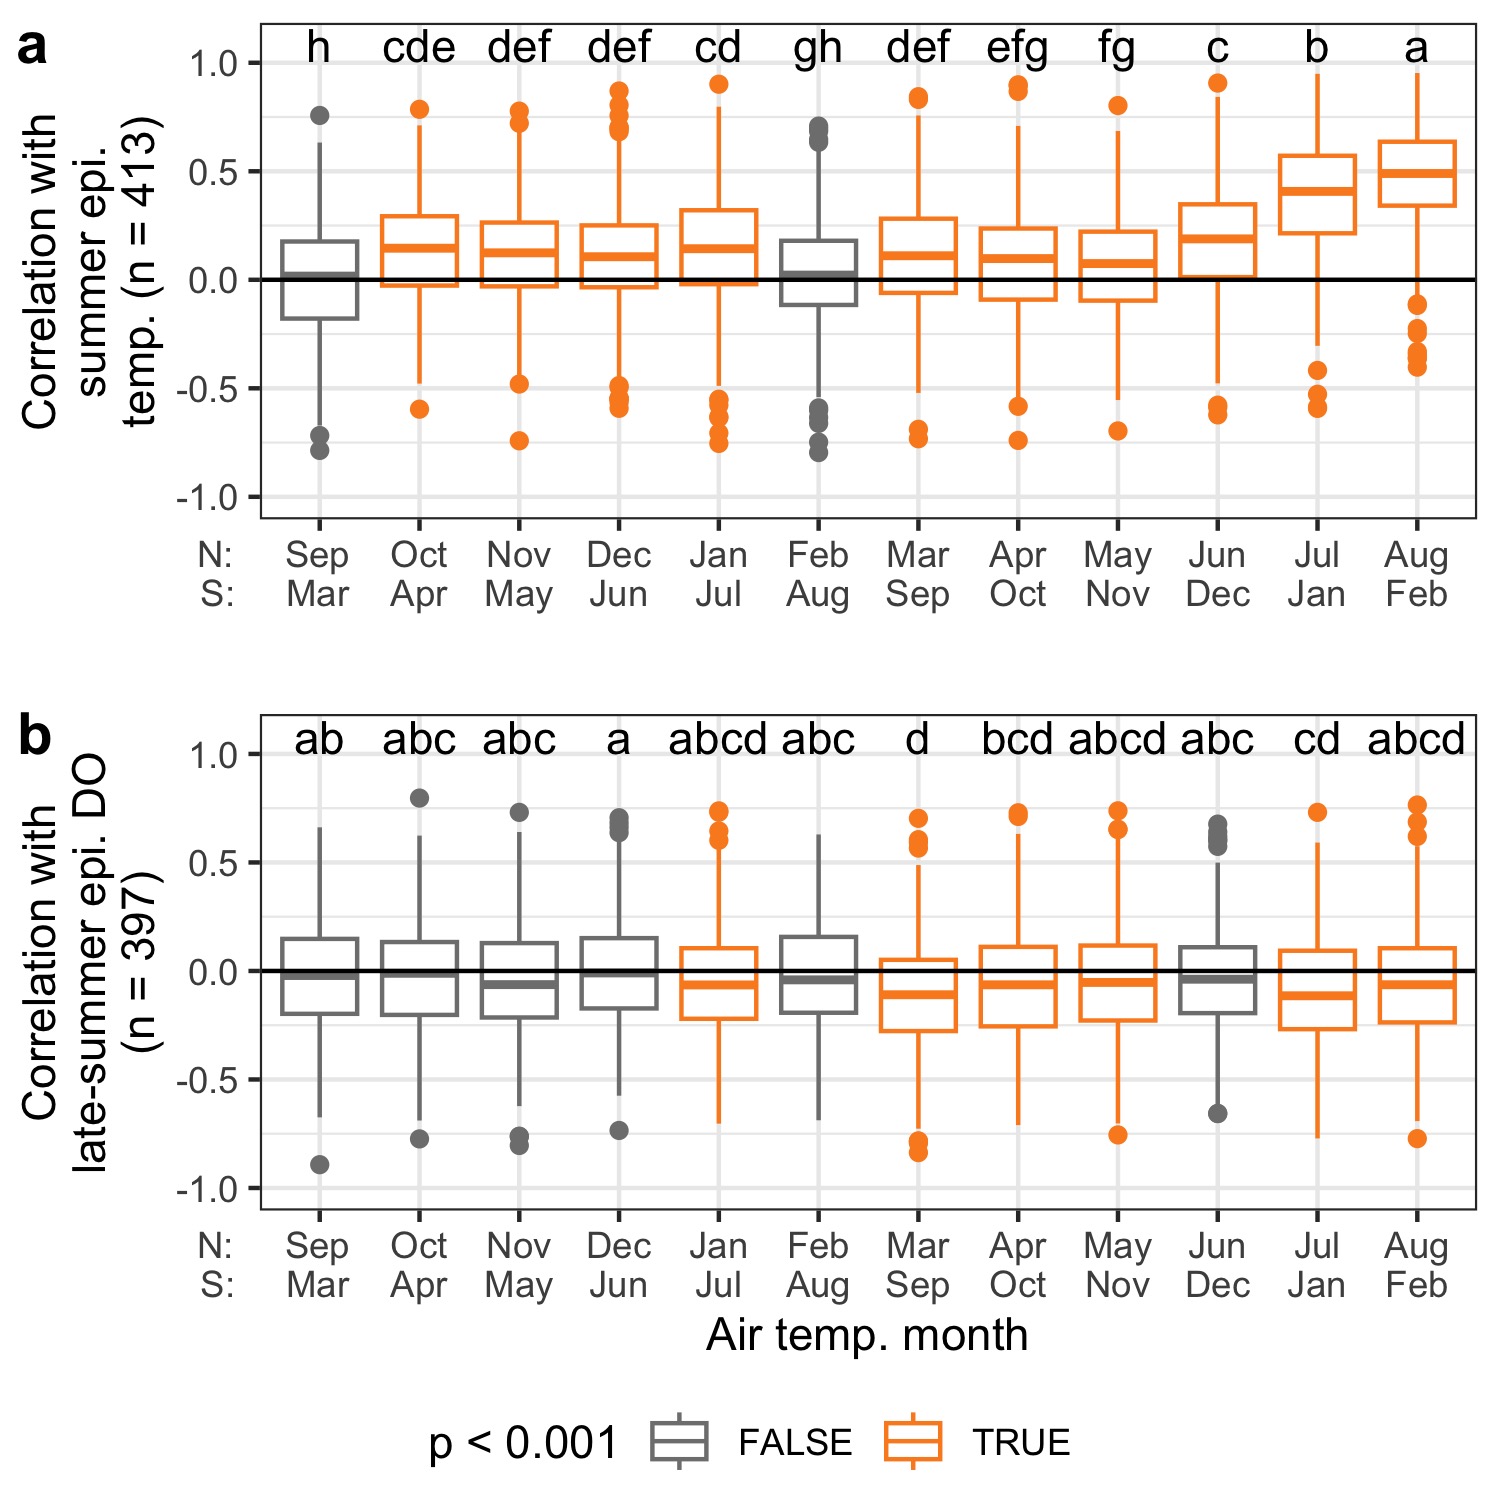 a
Correlation with
summer epi.
temp. (n = 413)
h cde def def cd gh def efg fg c b a
1.0
0.5
0.0
-0.5
-1.0
N: Sep Oct Nov Dec Jan Feb Mar Apr May Jun Jul Aug
S: Mar Apr May Jun Jul Aug Sep Oct Nov Dec Jan Feb
b
Correlation with
late-summer epi. DO
(n = 397)
ab abc abc a abcd abc d bcd abcd abc cd abcd
1.0
0.5
0.0
-0.5
-1.0
N: Sep Oct Nov Dec Jan Feb Mar Apr May Jun Jul Aug
S: Mar Apr May Jun Jul Aug Sep Oct Nov Dec Jan Feb
Air temp. month
p < 0.001 FALSE TRUE